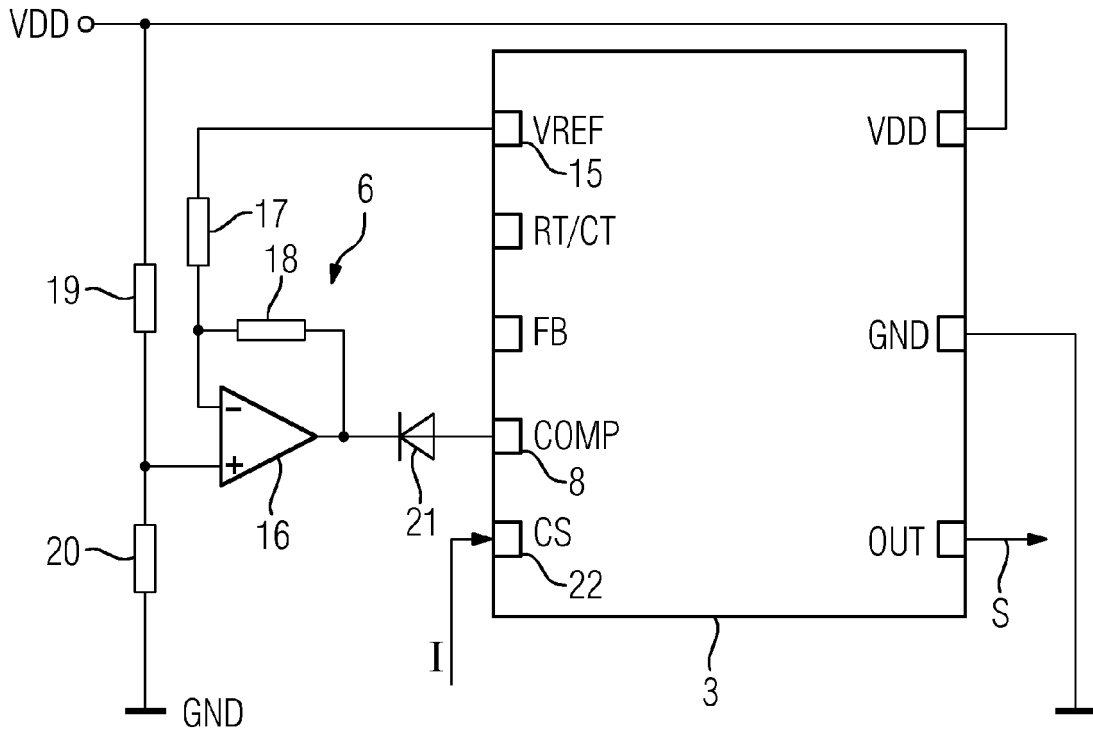 VDD
VREF
VDD
15
6
17
RT/CT
18
19
FB
GND
-
COMP
+
8
16
21
20
CS
OUT
22
S
I
3
GND